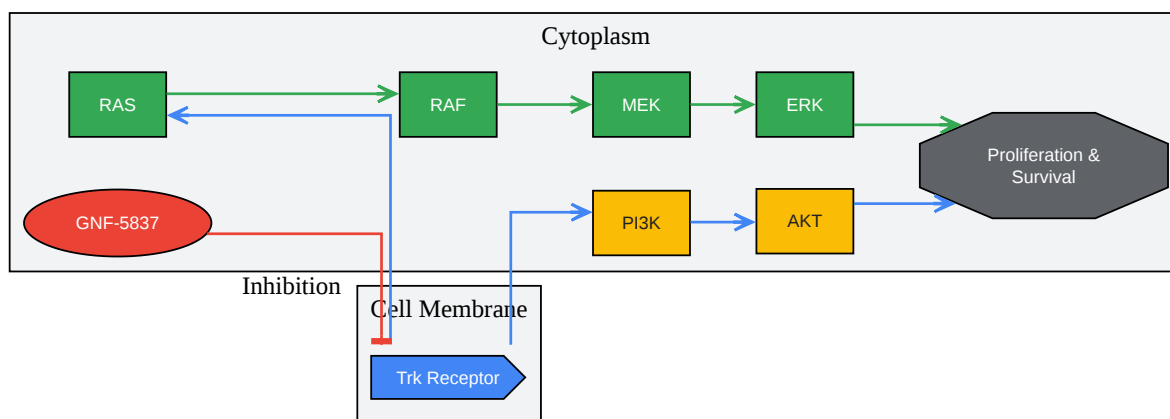 Cytoplasm
RAS
RAF
MEK
ERK
Proliferation &
Survival
GNF-5837
PI3K
AKT
Inhibition
Cell Membrane
Trk Receptor